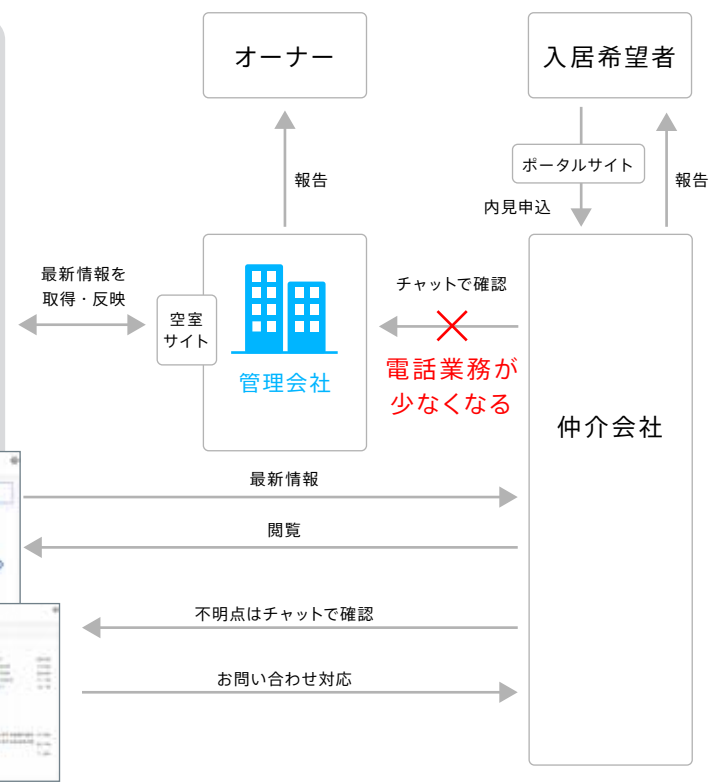 オーナー
入居希望者
ポータルサイト
報告
報告
内見申込
最新情報を
取得・反映
空室
サイト
管理会社
チャットで確認
電話業務が
少なくなる
仲介会社
最新情報
閲覧
不明点はチャットで確認
お問い合わせ対応